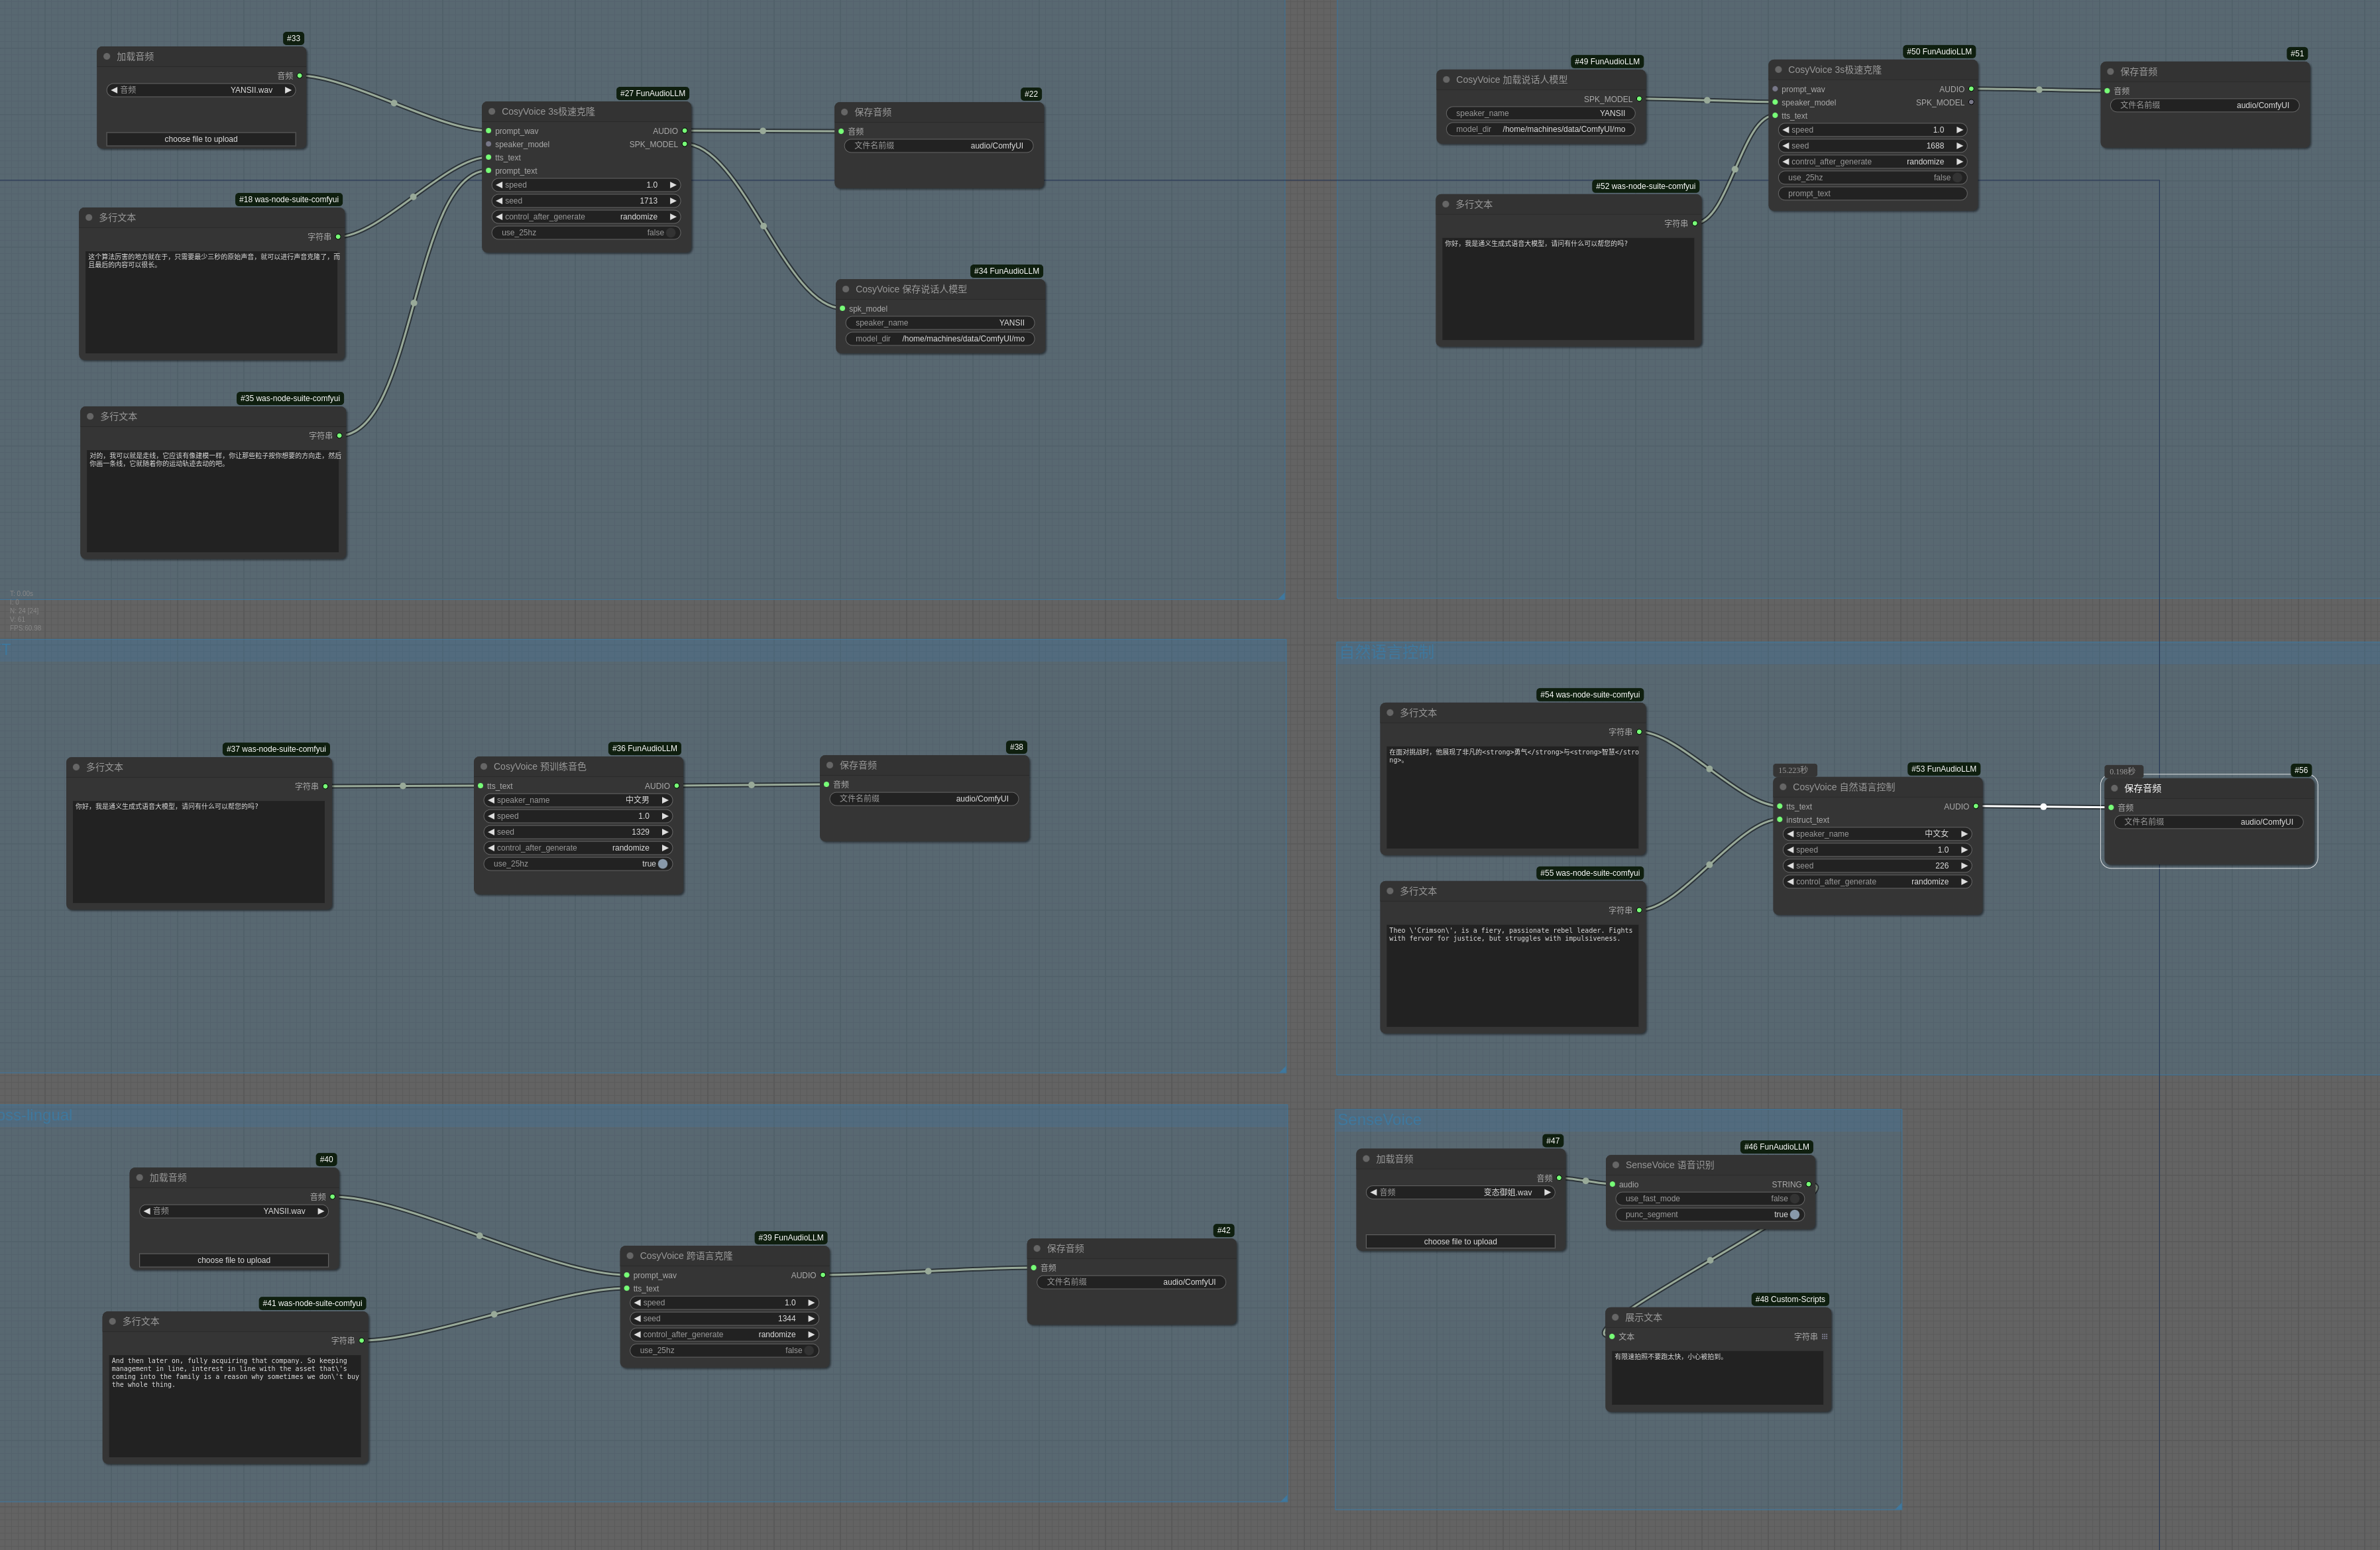 #33
加载音频
音频
音频 YANSII.wav
choose file to upload
#18 was-node-suite-comfyui
多行文本
字符串
这个算法厉害的地方就在于，只需要最少三秒的原始声音，就可以进行声音克隆了，而
且最后的内容可以很长。
#35 was-node-suite-comfyui
多行文本
字符串
对的，我可以就是走线，它应该有像建模一样，你让那些粒子按你想要的方向走，然后
你画一条线，它就随着你的运动轨迹去动的吧。
#27 FunAudioLLM
CosyVoice 3s极速克隆
prompt_wav AUDIO
speaker_model SPK_MODEL
tts_text
prompt_text
speed 1.0
seed 1713
control_after_generate randomize
use_25hz false
#22
保存音频
音频
文件名前缀 audio/ComfyUI
#34 FunAudioLLM
CosyVoice 保存说话人模型
spk_model
speaker_name YANSII
model_dir /home/machines/data/ComfyUI/mo
#49 FunAudioLLM
CosyVoice 加载说话人模型
SPK_MODEL
speaker_name YANSII
model_dir /home/machines/data/ComfyUI/mo
#52 was-node-suite-comfyui
多行文本
字符串
你好，我是通义生成式语音大模型，请问有什么可以帮您的吗?
#50 FunAudioLLM
CosyVoice 3s极速克隆
prompt_wav AUDIO
speaker_model SPK_MODEL
tts_text
speed 1.0
seed 1688
control_after_generate randomize
use_25hz false
prompt_text
#51
保存音频
音频
文件名前缀 audio/ComfyUI
T: 0.00s
I: 0
N: 24 [24]
#37 was-node-suite-comfyui
多行文本
字符串
你好，我是通义生成式语音大模型，请问有什么可以帮您的吗?
#36 FunAudioLLM
CosyVoice 预训练音色
tts_text AUDIO
speaker_name 中文男
speed 1.0
seed 1329
control_after_generate randomize
use_25hz true
#38
保存音频
音频
文件名前缀 audio/ComfyUI
自然语言控制
#54 was-node-suite-comfyui
多行文本
字符串
在面对挑战时，他展现了非凡的<strong>勇气</strong>与<strong>智慧</stro
ng>。
#55 was-node-suite-comfyui
多行文本
字符串
Theo \'Crimson\', is a fiery, passionate rebel leader. Fights
with fervor for justice, but struggles with impulsiveness.
15.223秒
#53 FunAudioLLM
CosyVoice 自然语言控制
tts_text AUDIO
instruct_text
speaker_name 中文女
speed 1.0
seed 226
control_after_generate randomize
0.198秒
#56
保存音频
音频
文件名前缀 audio/ComfyUI
#40
加载音频
音频
音频 YANSII.wav
choose file to upload
#41 was-node-suite-comfyui
多行文本
字符串
And then later on, fully acquiring that company. So keeping
management in line, interest in line with the asset that\'s
coming into the family is a reason why sometimes we don\'t buy
the whole thing.
#39 FunAudioLLM
CosyVoice 跨语言克隆
prompt_wav AUDIO
tts_text
speed 1.0
seed 1344
control_after_generate randomize
use_25hz false
#42
保存音频
音频
文件名前缀 audio/ComfyUI
SenseVoice
#47
加载音频
音频
音频 变态御姐.wav
choose file to upload
#46 FunAudioLLM
SenseVoice 语音识别
audio STRING
use_fast_mode false
punc_segment true
#48 Custom-Scripts
展示文本
文本 字符串
有限速拍照不要跑太快，小心被拍到。